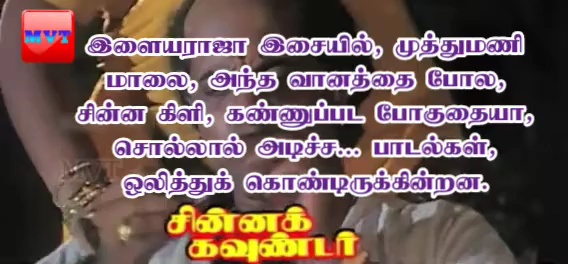 MVT
இளையராஜா இசையில், முத்துமணி
மாலை, அந்த வானத்தை போல,
சின்ன கிளி, கண்ணுப்பட போகுதையா,
சொல்லால் அடிச்ச... பாடல்கள்,
ஒலித்துக் கொண்டிருக்கின்றன.
சின்னக்
கவுண்டர்